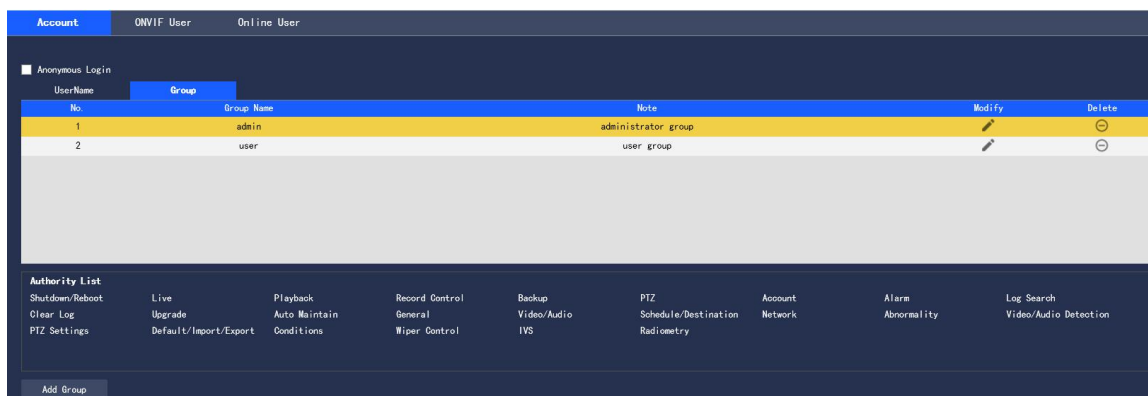 Account ONVIF User Online User
Anonymous Login
UserName Group
No. Group Name Note Modify Delete
1 admin administrator group
2 user user group
Authority List
Shutdown/Reboot Live Playback Record Control Backup PTZ Account Alarm Log Search
Clear Log Upgrade Auto Maintain General Video/Audio Schedule/Destination Network Abnormality Video/Audio Detection
PTZ Settings Default/Import/Export Conditions Wiper Control IVS Radiometry
Add Group